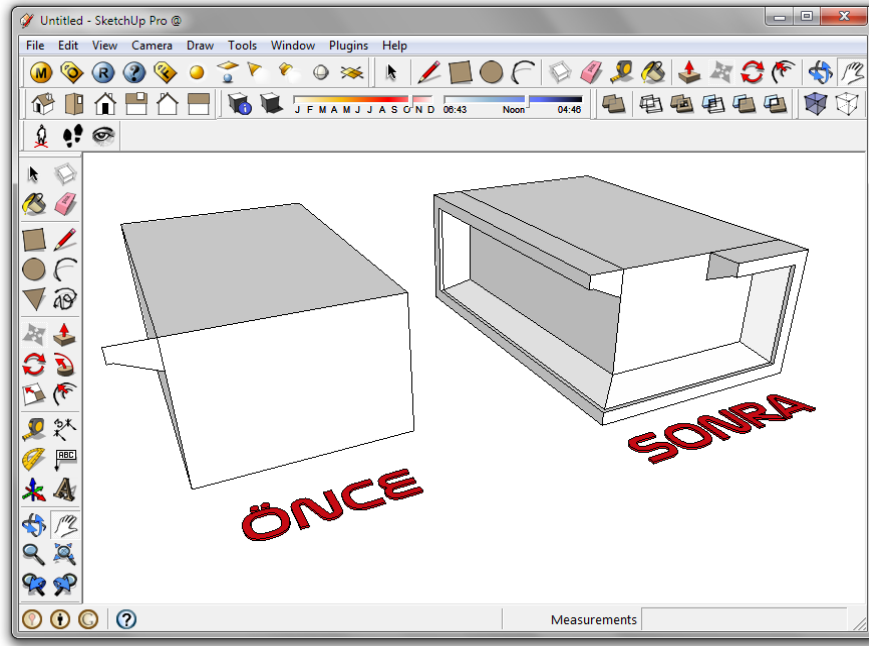 Untitled - SketchUp Pro @
File Edit View Camera Draw Tools Window Plugins Help
M R ?
J F M A M J J A S O N D 06:43 Noon 04:46
ABC
A
ÖNCE
SONRA
Measurements